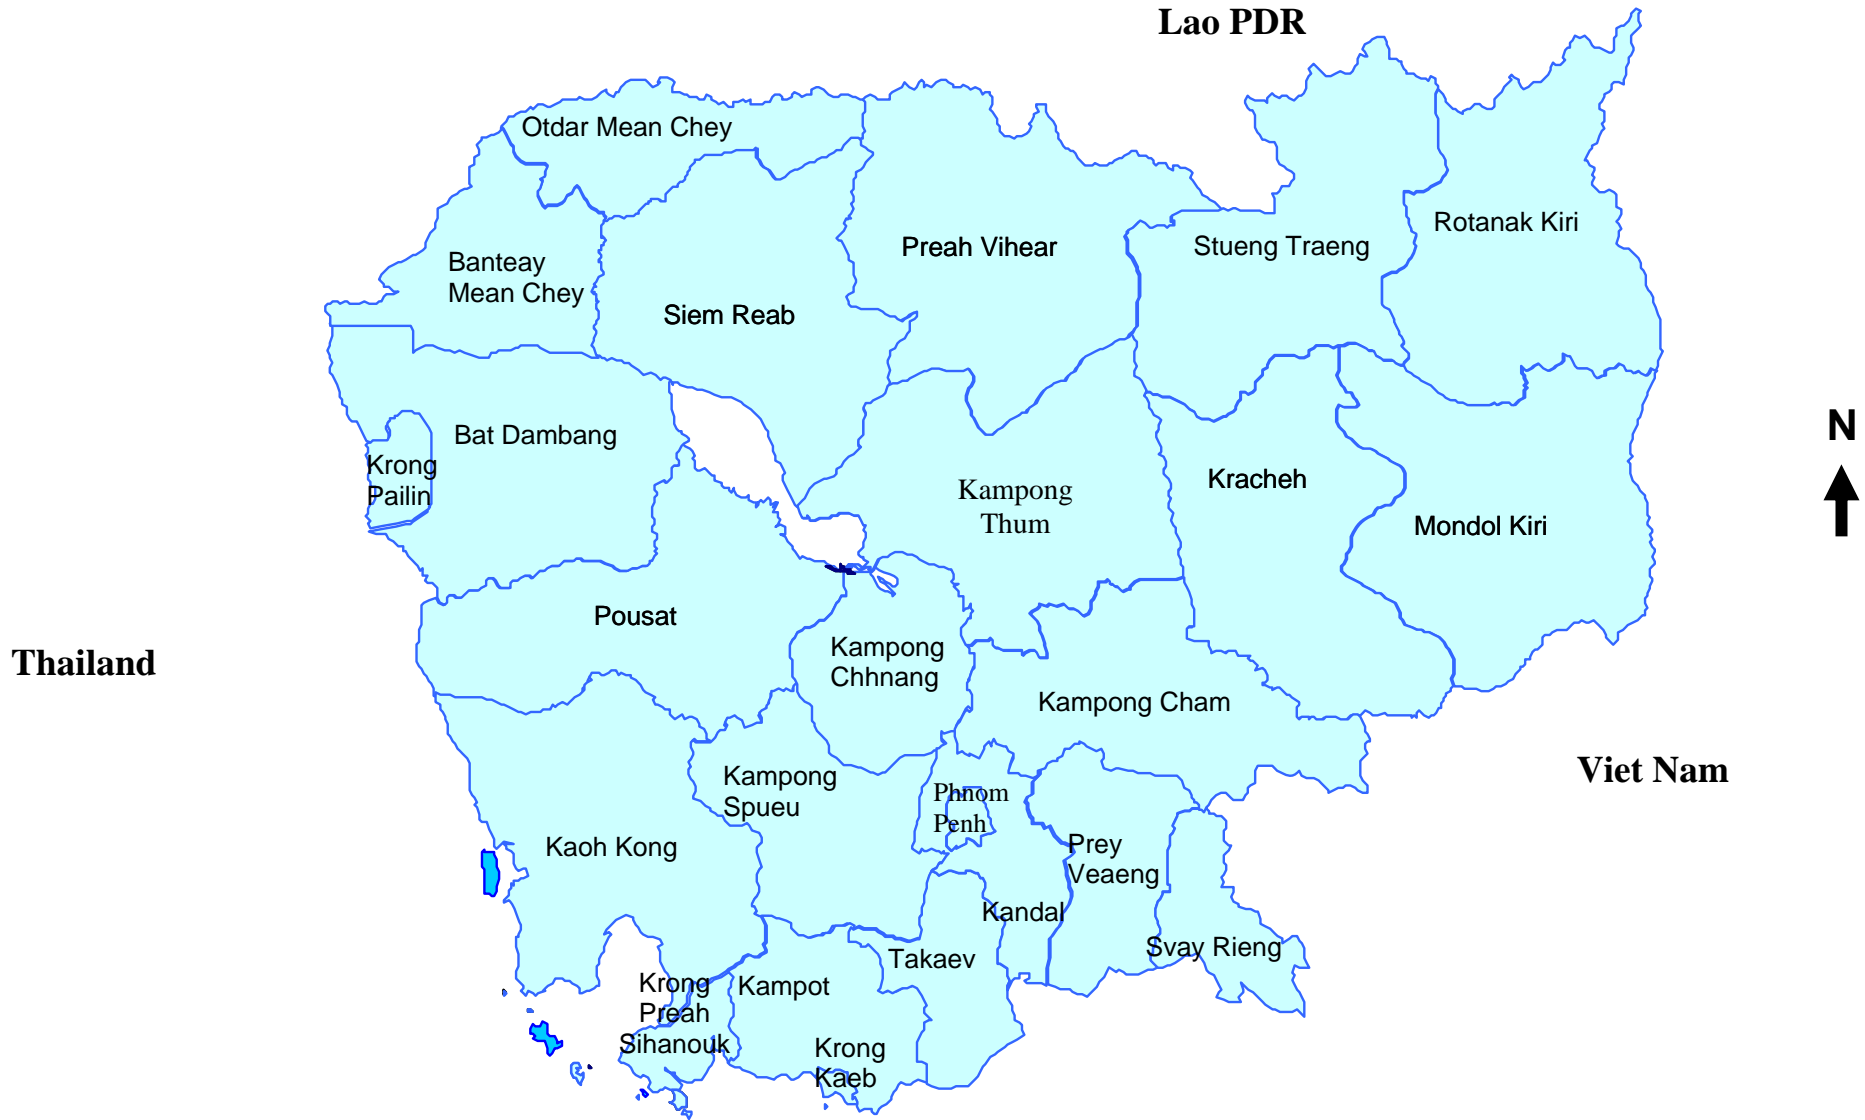 Lao PDR
Otdar Mean Chey
Rotanak Kiri
Preah Vihear
Stueng Traeng
Banteay
Mean Chey
Siem Reab
N
Bat Dambang
Krong
Pailin
Kampong
Thum
Kracheh
Mondol Kiri
Pousat
Kampong
Chhnang
Thailand
Kampong Cham
Viet Nam
Kampong
Spueu
Phnom
Penh
Kaoh Kong
Prey
Veaeng
Kandal
Svay Rieng
Takaev
Krong
Preah
Sihanouk
Kampot
Krong
Kaeb